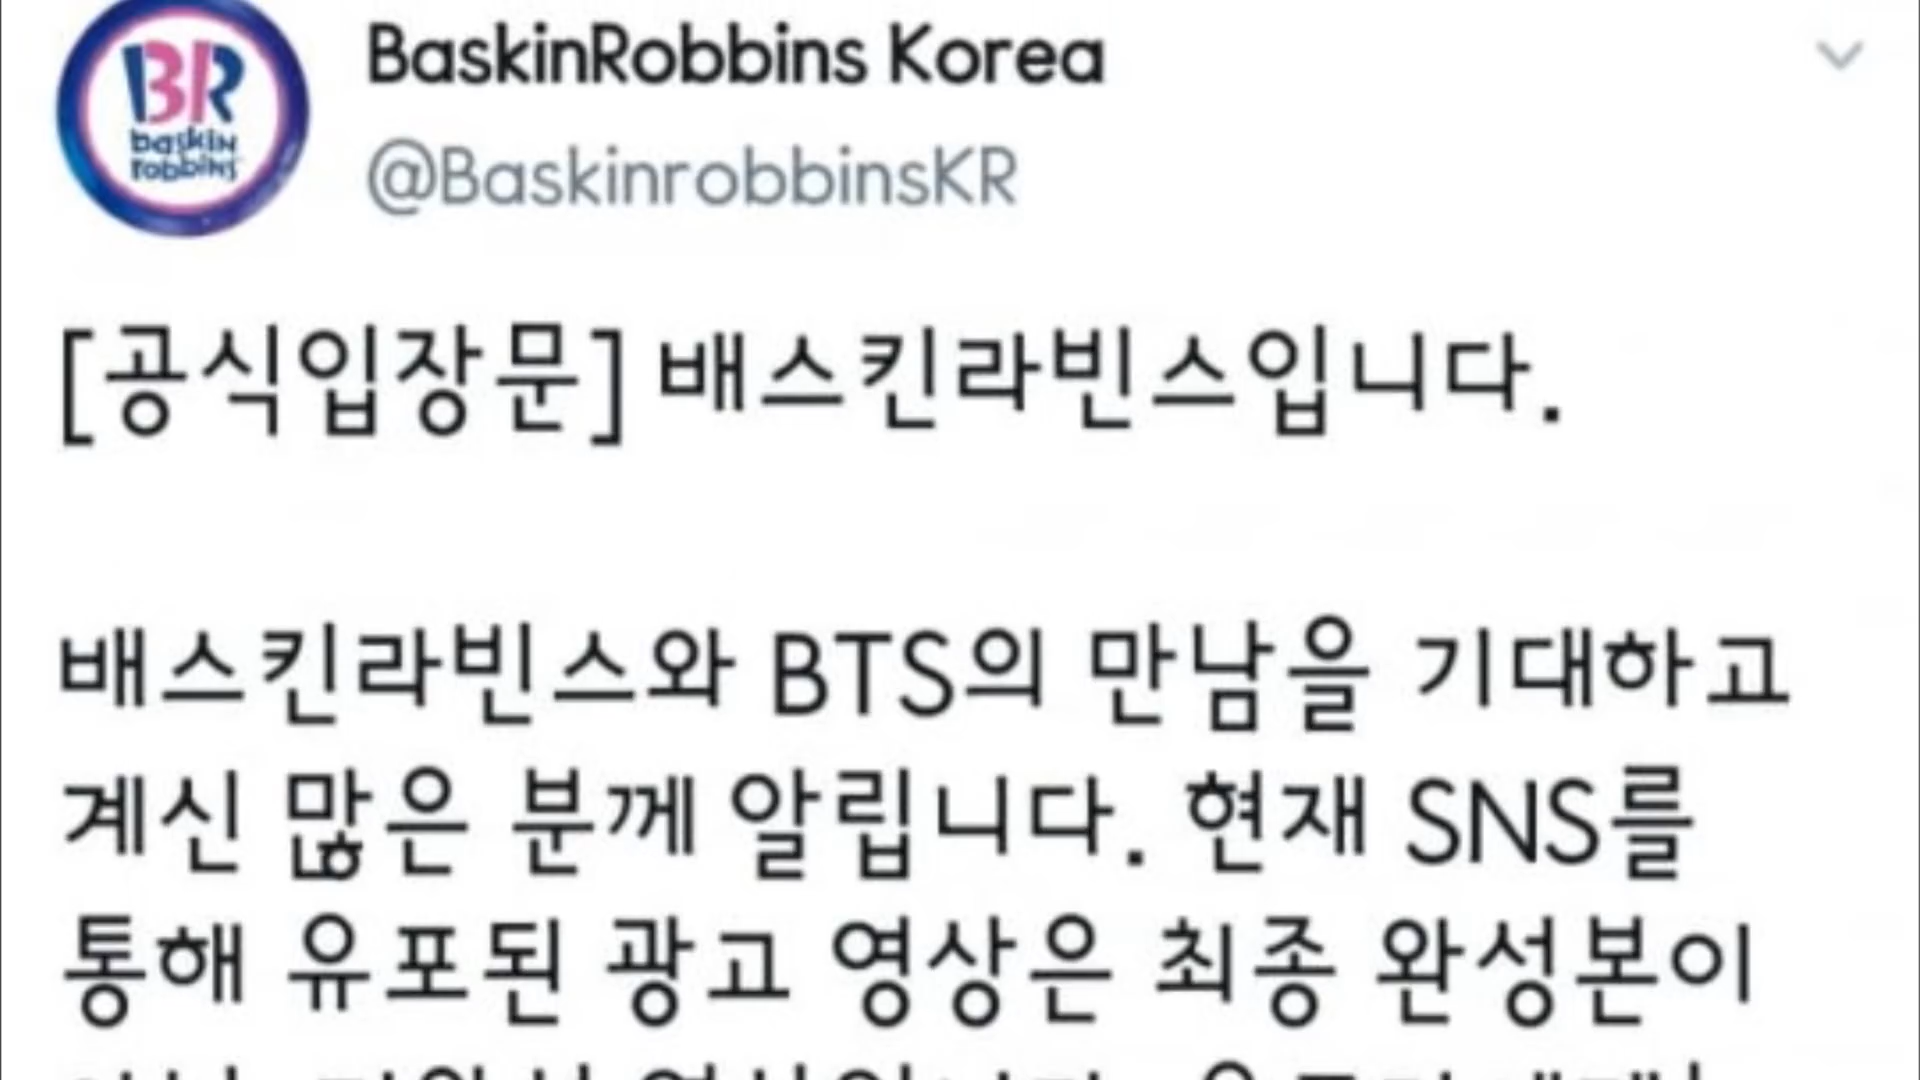 BR
baskin
robbins
BaskinRobbins Korea
@BaskinrobbinsKR
[공식입장문] 배스킨라빈스입니다.
배스킨라빈스와 BTS의 만남을 기대하고
계신 많은 분께 알립니다. 현재 SNS를
통해 유포된 광고 영상은 최종 완성본이